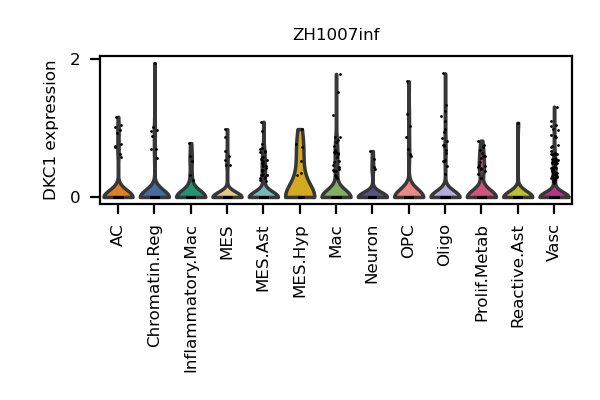 ZH1007inf
DKC1 expression
2
0
AC
Chromatin.Reg
Inflammatory.Mac
MES
MES.Ast
MES.Hyp
Mac
Neuron
OPC
Oligo
Prolif.Metab
Reactive.Ast
Vasc